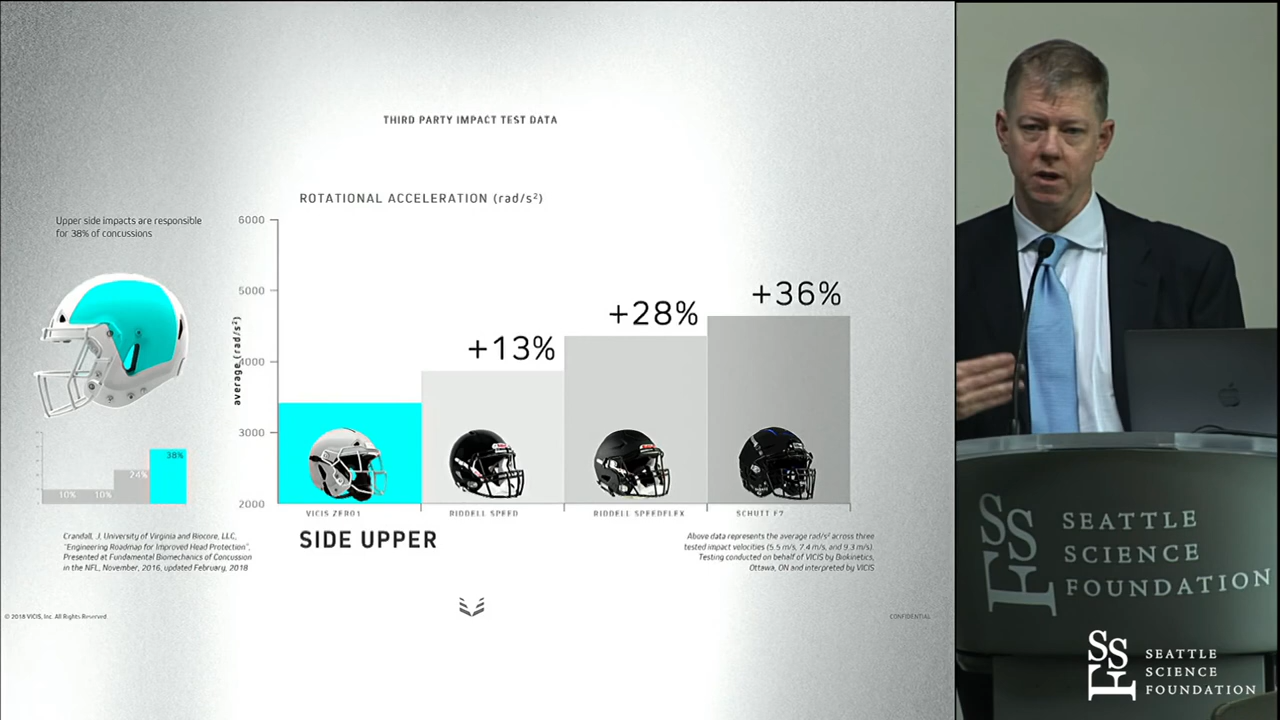 THIRD PARTY IMPACT TEST DATA
Upper side impacts are responsible
for 38% of concussions
10%
10%
24%
38%
Crandall, J, University of Virginia and Biocore, LLC,
"Engineering Roadmap for Improved Head Protection",
Presented at Fundamental Biomechanics of Concussion
in the NFL, November, 2016, updated February, 2018
ROTATIONAL ACCELERATION (rad/s²)
average (rad/s²)
6000
5000
4000
3000
2000
+13%
+28%
+36%
VICIS ZERO1
RIDDELL SPEED
RIDDELL SPEEDFLEX
SCHUTT F7
SIDE UPPER
Above data represents the average rad/s² across three
tested impact velocities (5.5 m/s, 7.4 m/s, and 9.3 m/s).
Testing conducted on behalf of VICIS by Biokinetics,
Ottawa, ON and interpreted by VICIS
© 2018 VICIS, Inc. All Rights Reserved
CONFIDENTIAL
SSF
SEATTLE
SCIENCE
FOUNDATION
SSF
SEATTLE
SCIENCE
FOUNDATION